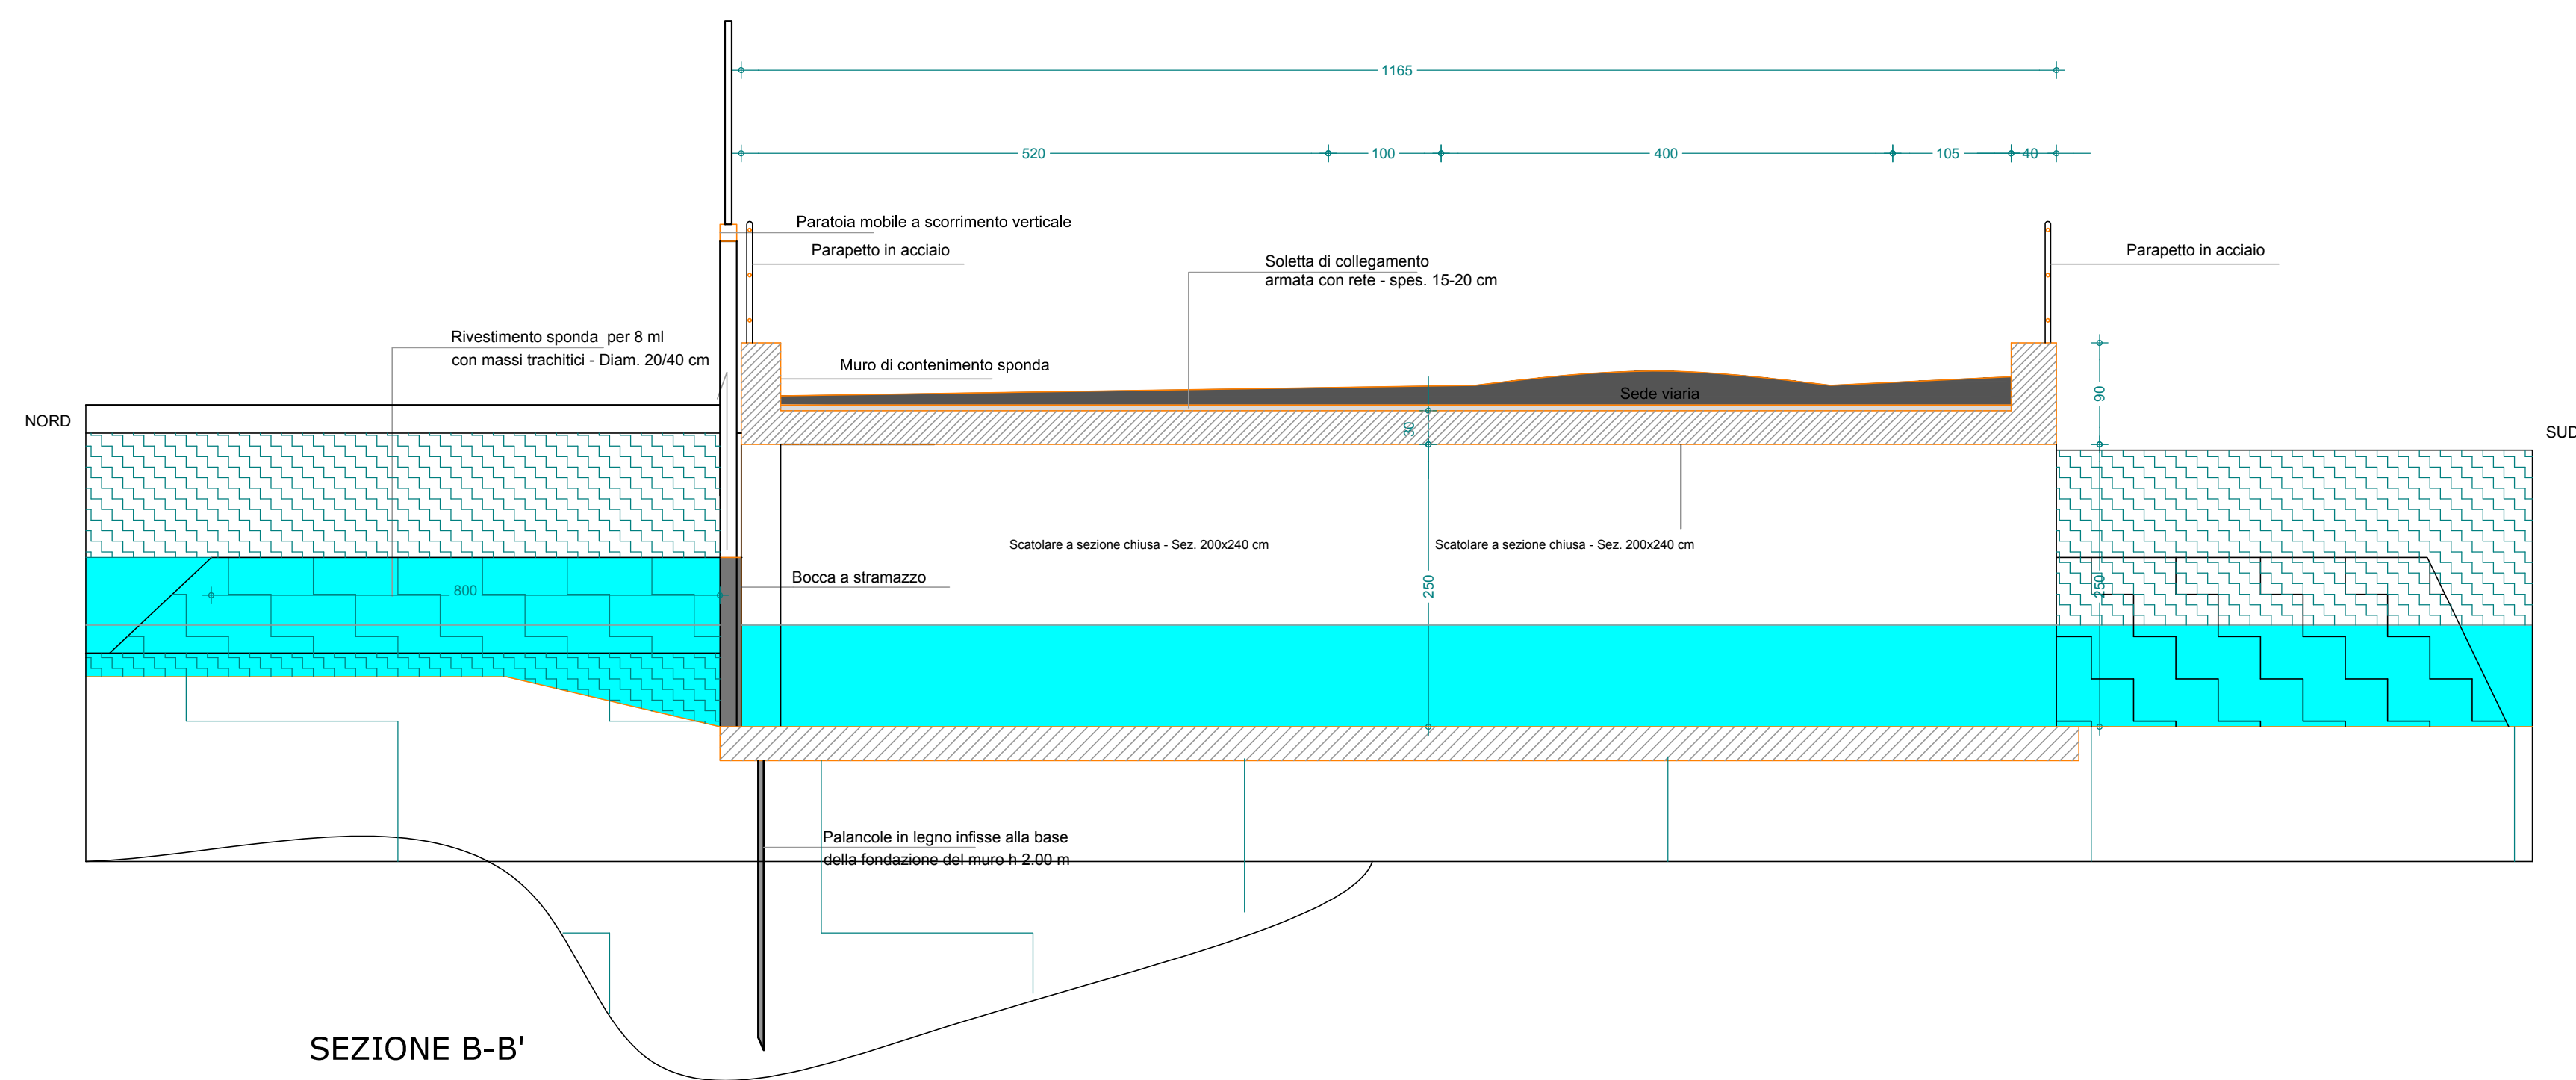 1165
520
100
400
105
40
Paratoia mobile a scorrimento verticale
Parapetto in acciaio
Parapetto in acciaio
Soletta di collegamento
armata con rete - spes. 15-20 cm
Rivestimento sponda  per 8 ml
con massi trachitici - Diam. 20/40 cm
Muro di contenimento sponda
Sede viaria
90
NORD
30
SUD
Scatolare a sezione chiusa - Sez. 200x240 cm
Scatolare a sezione chiusa - Sez. 200x240 cm
Bocca a stramazzo
800
250
250
Palancole in legno infisse alla base
della fondazione del muro h 2.00 m
SEZIONE B-B'